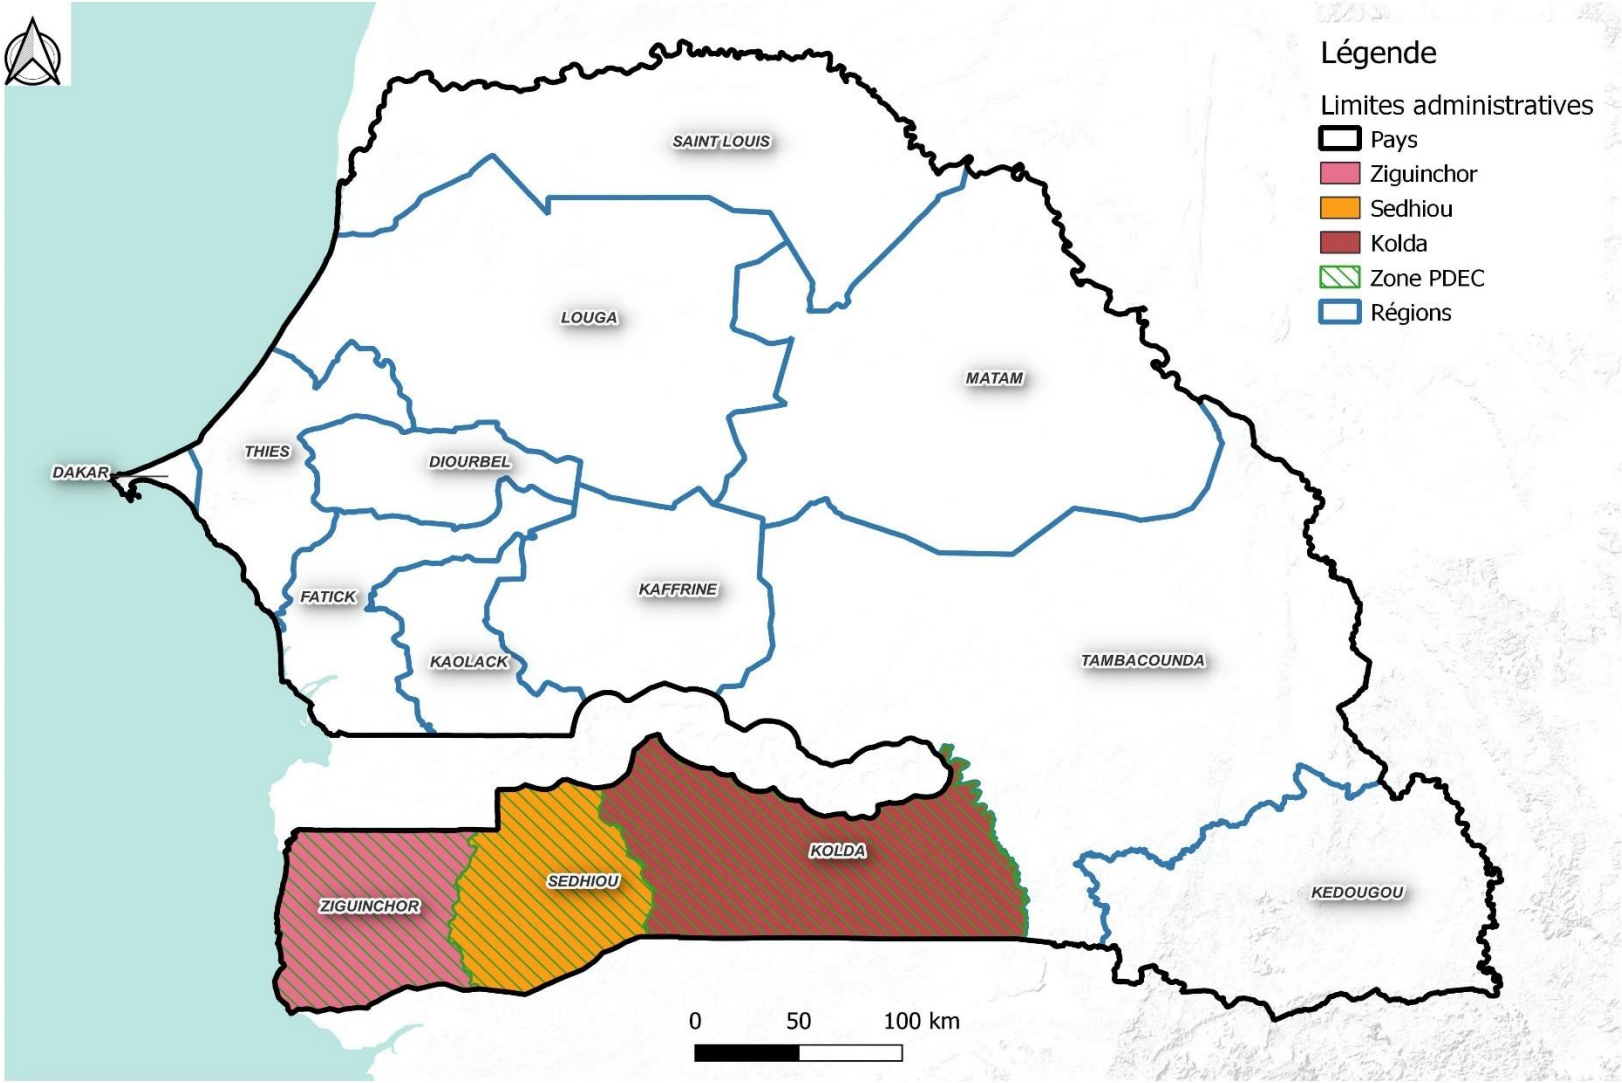 Légende
Limites administratives
Pays
Ziguinchor
Sedhiou
Kolda
Zone PDEC
Régions
SAINT LOUIS
LOUGA
MATAM
THIES
DIOURBEL
DAKAR
FATICK
KAFFRINE
KAOLACK
TAMBACOUNDA
KOLDA
SEDHIOU
KEDOUGOU
ZIGUINCHOR
0 50 100 km